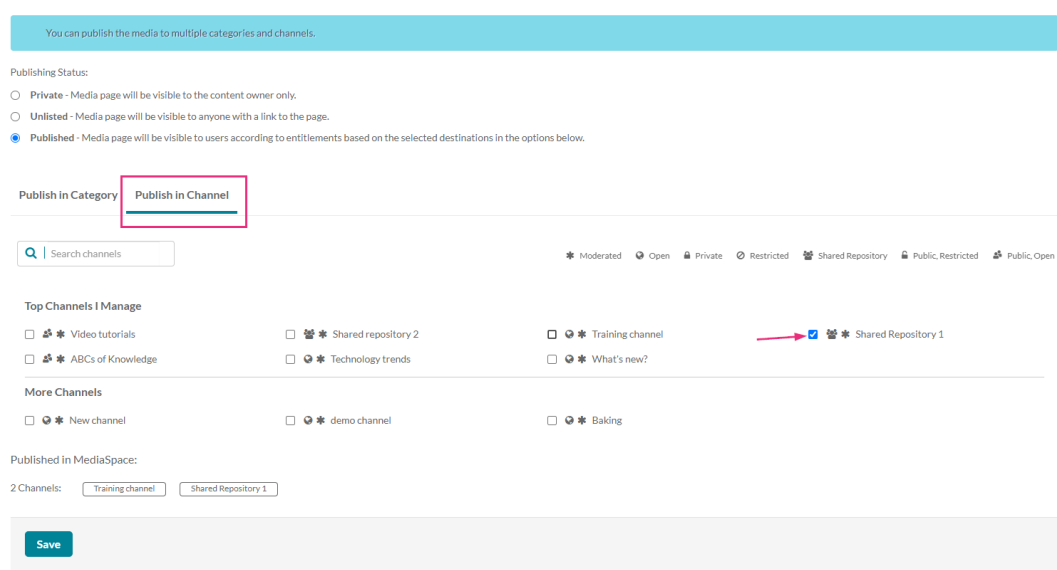 You can publish the media to multiple categories and channels.
Publishing Status:
Private - Media page will be visible to the content owner only.
Unlisted - Media page will be visible to anyone with a link to the page.
Published - Media page will be visible to users according to entitlements based on the selected destinations in the options below.
Publish in Category Publish in Channel
Search channels
Moderated Open Private Restricted Shared Repository Public, Restricted Public, Open
Top Channels I Manage
Video tutorials Shared repository 2 Training channel Shared Repository 1
ABCs of Knowledge Technology trends What's new?
More Channels
New channel demo channel Baking
Published in MediaSpace:
2 Channels: Training channel Shared Repository 1
Save